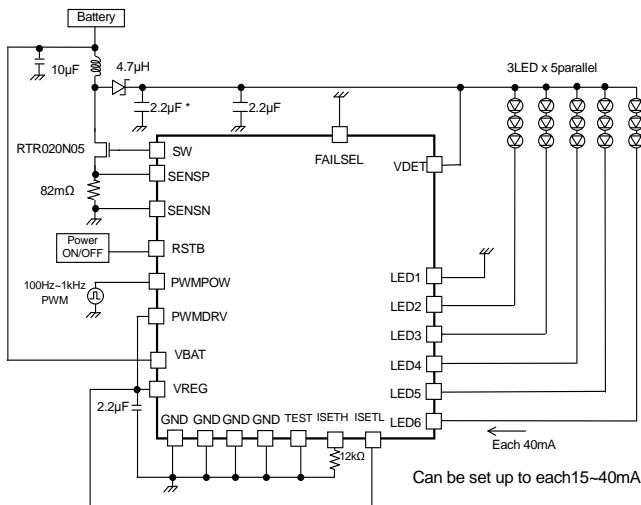 Battery
10µF
4.7µH
2.2µF *
2.2µF
3LED x 5parallel
RTR020N05
SW
FAILSEL
VDET
SENSP
82mΩ
SENSN
Power
ON/OFF
RSTB
LED1
100Hz~1kHz
PWM
PWMPOW
LED2
PWMDRV
LED3
VBAT
LED4
VREG
LED5
2.2µF
GND
GND
GND
GND
TEST
ISETH
ISETL
LED6
12kΩ
Each 40mA
Can be set up to each15~40mA